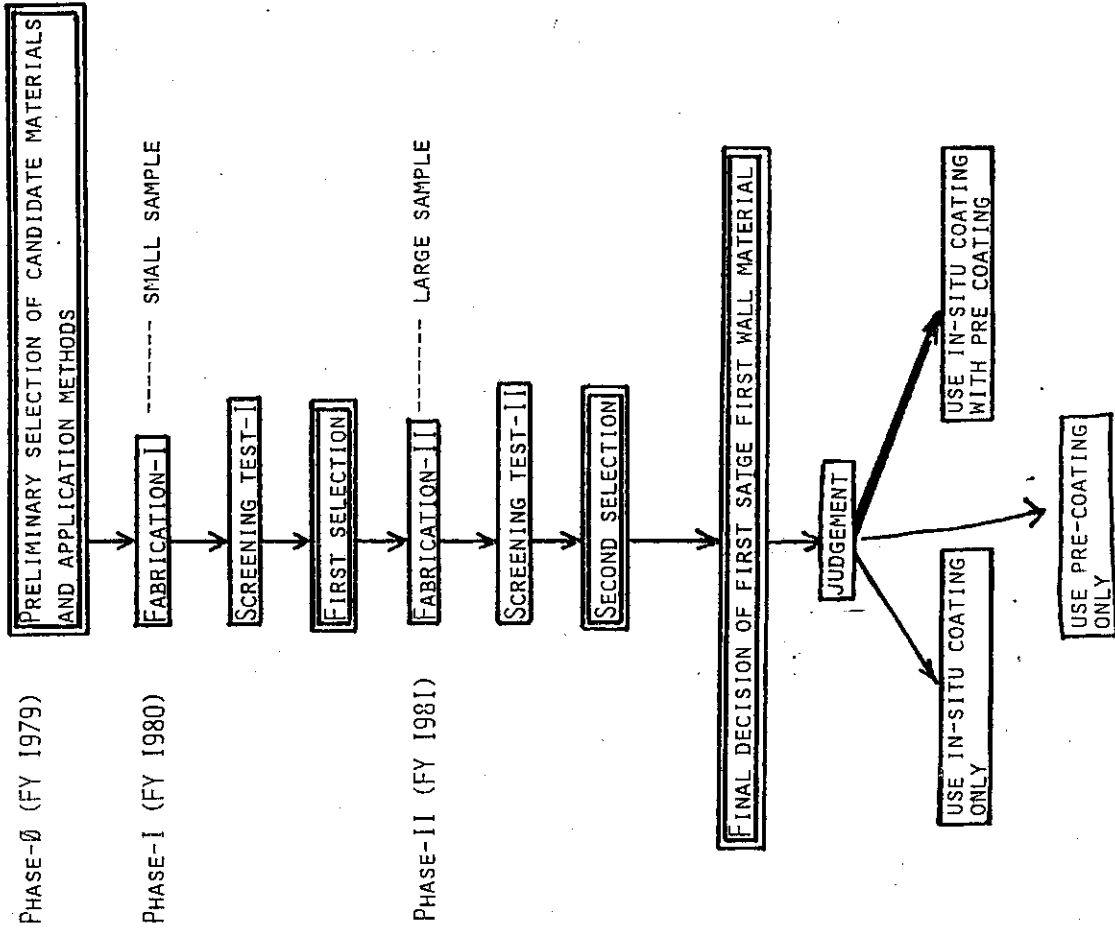 PHASE-Ø (FY 1979)
PRELIMINARY SELECTION OF CANDIDATE MATERIALS
AND APPLICATION METHODS
PHASE-I (FY 1980)
FABRICATION-I
------- SMALL SAMPLE
SCREENING TEST-I
FIRST SELECTION
PHASE-II (FY 1981)
FABRICATION-II
------- LARGE SAMPLE
SCREENING TEST-II
SECOND SELECTION
FINAL DECISION OF FIRST SATGE FIRST WALL MATERIAL
JUDGEMENT
USE IN-SITU COATING
ONLY
USE PRE-COATING
ONLY
USE IN-SITU COATING
WITH PRE COATING